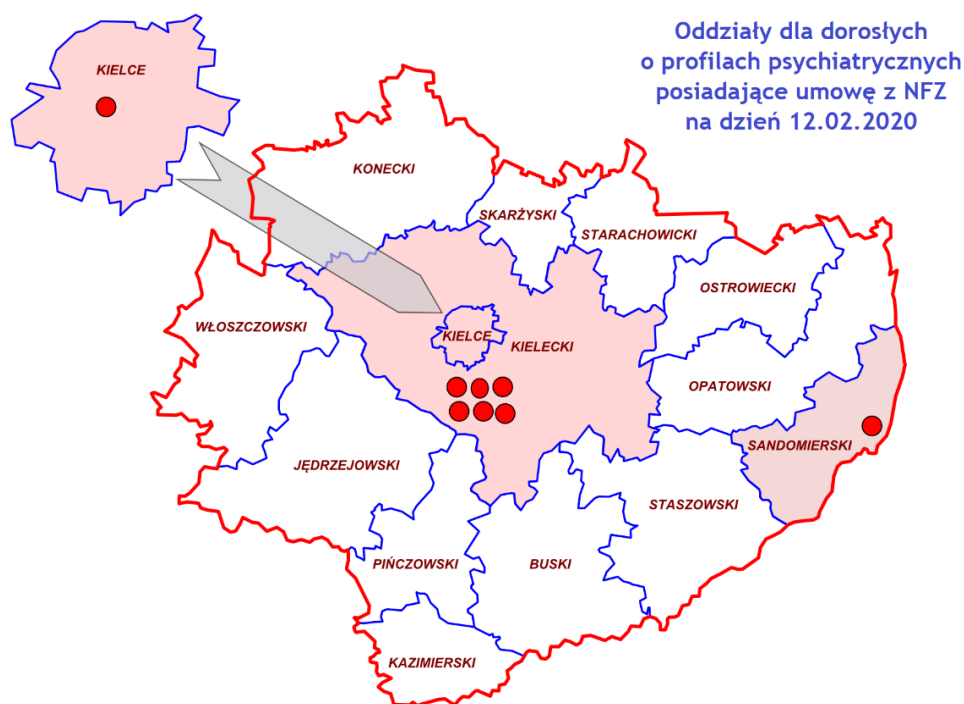 Oddziały dla dorosłych
o profilach psychiatrycznych
posiadające umowę z NFZ
na dzień 12.02.2020
KIELCE
KONECKI
SKARŻYSKI
STARACHOWICKI
OSTROWIECKI
WŁOSZCZOWSKI
KIELCE
KIELECKI
OPATOWSKI
SANDOMIERSKI
JĘDRZEJOWSKI
STASZOWSKI
PIŃCZOWSKI
BUSKI
KAZIMIERSKI